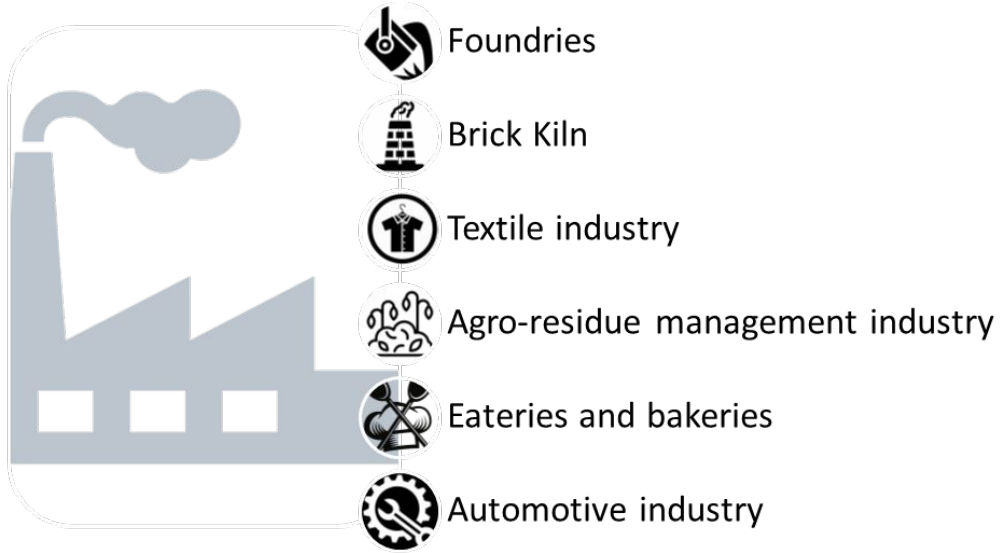 Foundries
Brick Kiln
Textile industry
Agro-residue management industry
Eateries and bakeries
Automotive industry